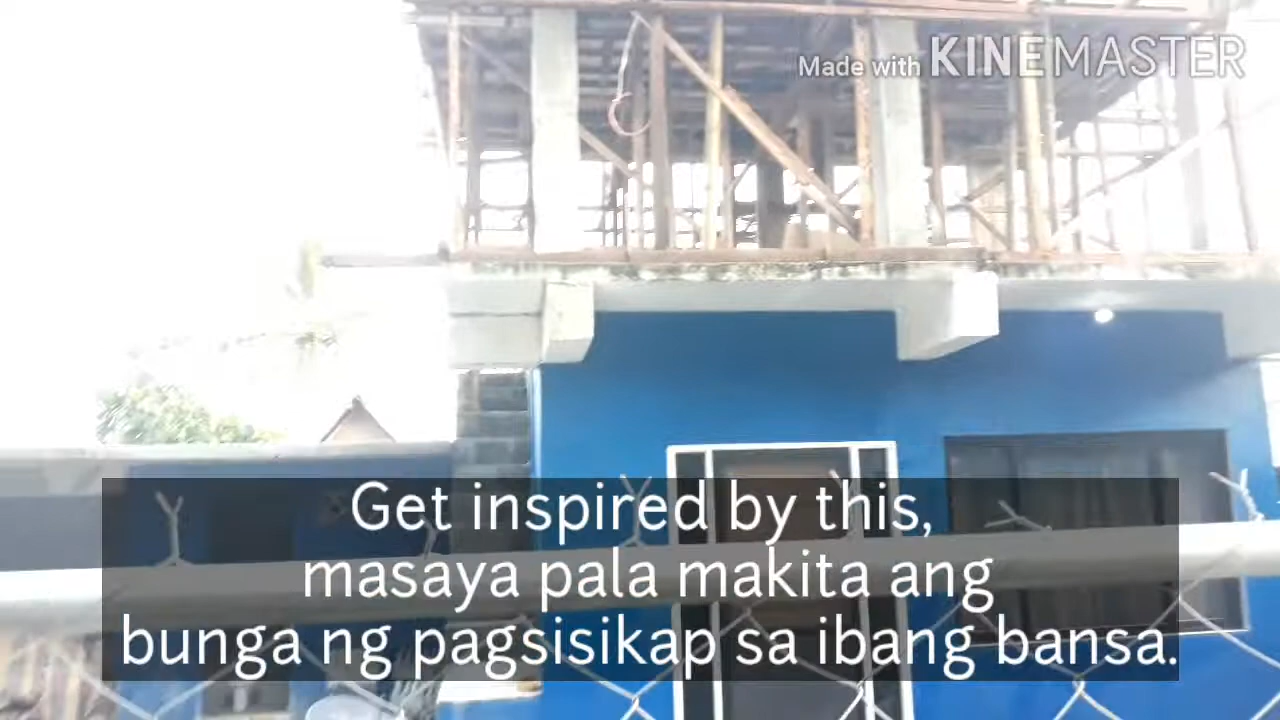 Made with KINEMASTER
Get inspired by this,
masaya pala makita ang
bunga ng pagsisikap sa ibang bansa.